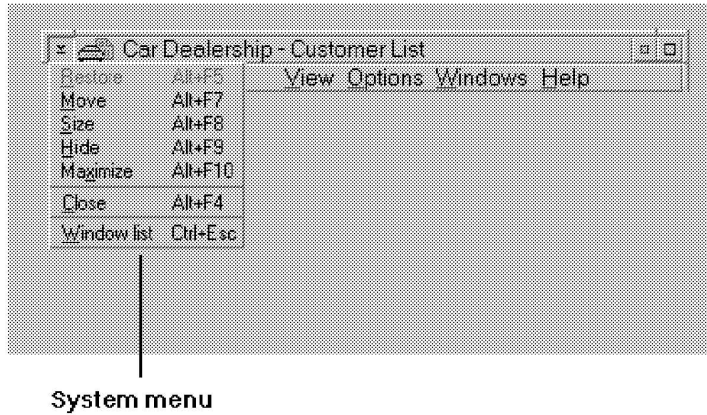 Car Dealership - Customer List
View Options Windows Help
Restore Alt+F5
Move Alt+F7
Size Alt+F8
Hide Alt+F9
Maximize Alt+F10
Close Alt+F4
Window list Ctrl+Esc
System menu